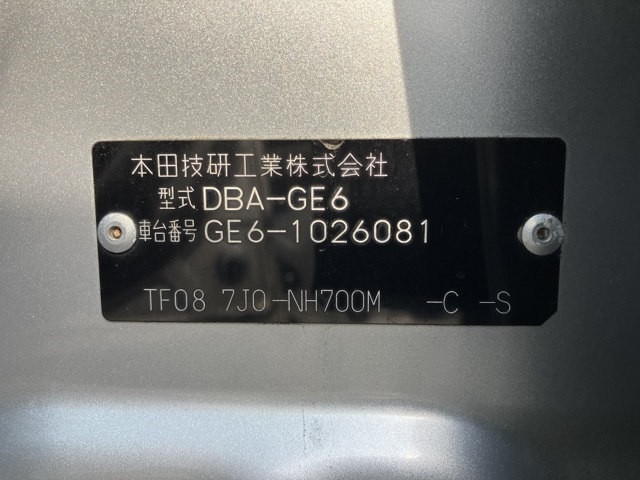 本田技研工業株式会社
型式 DBA-GE6
車台番号 GE6-1026081
TF08 7J0-NH700M -C -S